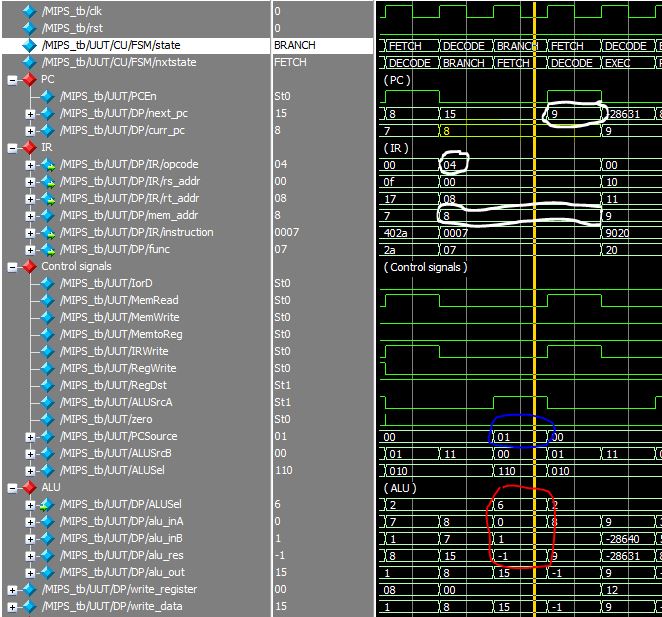 /MIPS_tb/clk 0
/MIPS_tb/rst 0
/MIPS_tb/UUT/CU/FSM/state BRANCH FETCH DECODE BRANCH FETCH DECODE
/MIPS_tb/UUT/CU/FSM/nxtstate FETCH DECODE BRANCH FETCH DECODE EXEC
PC (PC)
/MIPS_tb/UUT/PCEn St0
/MIPS_tb/UUT/DP/next_pc 15 8 15 9 -28631 8
/MIPS_tb/UUT/DP/curr_pc 8 7 8 9
IR (IR)
/MIPS_tb/UUT/DP/IR/opcode 04 00 04 00
/MIPS_tb/UUT/DP/IR/rs_addr 00 0f 00 10
/MIPS_tb/UUT/DP/IR/rt_addr 08 17 08 11
/MIPS_tb/UUT/DP/mem_addr 8 7 8 9
/MIPS_tb/UUT/DP/IR/instruction 0007 402a 0007 9020
/MIPS_tb/UUT/DP/func 07 2a 07 20
Control signals (Control signals)
/MIPS_tb/UUT/IorD St0
/MIPS_tb/UUT/MemRead St0
/MIPS_tb/UUT/MemWrite St0
/MIPS_tb/UUT/MemtoReg St0
/MIPS_tb/UUT/IRWrite St0
/MIPS_tb/UUT/RegWrite St0
/MIPS_tb/UUT/RegDst St1
/MIPS_tb/UUT/ALUSrcA St1
/MIPS_tb/UUT/zero St0
/MIPS_tb/UUT/PCSource 01 00 01 00
/MIPS_tb/UUT/ALUSrcB 00 01 11 00 01 11
/MIPS_tb/UUT/ALUSel 110 010 110 010
ALU (ALU)
/MIPS_tb/UUT/DP/ALUSel 6 2 6 2
/MIPS_tb/UUT/DP/alu_inA 0 7 8 0 8 9
/MIPS_tb/UUT/DP/alu_inB 1 1 7 1 -28640
/MIPS_tb/UUT/DP/alu_res -1 8 15 -1 9 -28631 8
/MIPS_tb/UUT/DP/alu_out 15 1 8 15 -1 9
/MIPS_tb/UUT/DP/write_register 00 08 00 12
/MIPS_tb/UUT/DP/write_data 15 1 8 15 -1 9